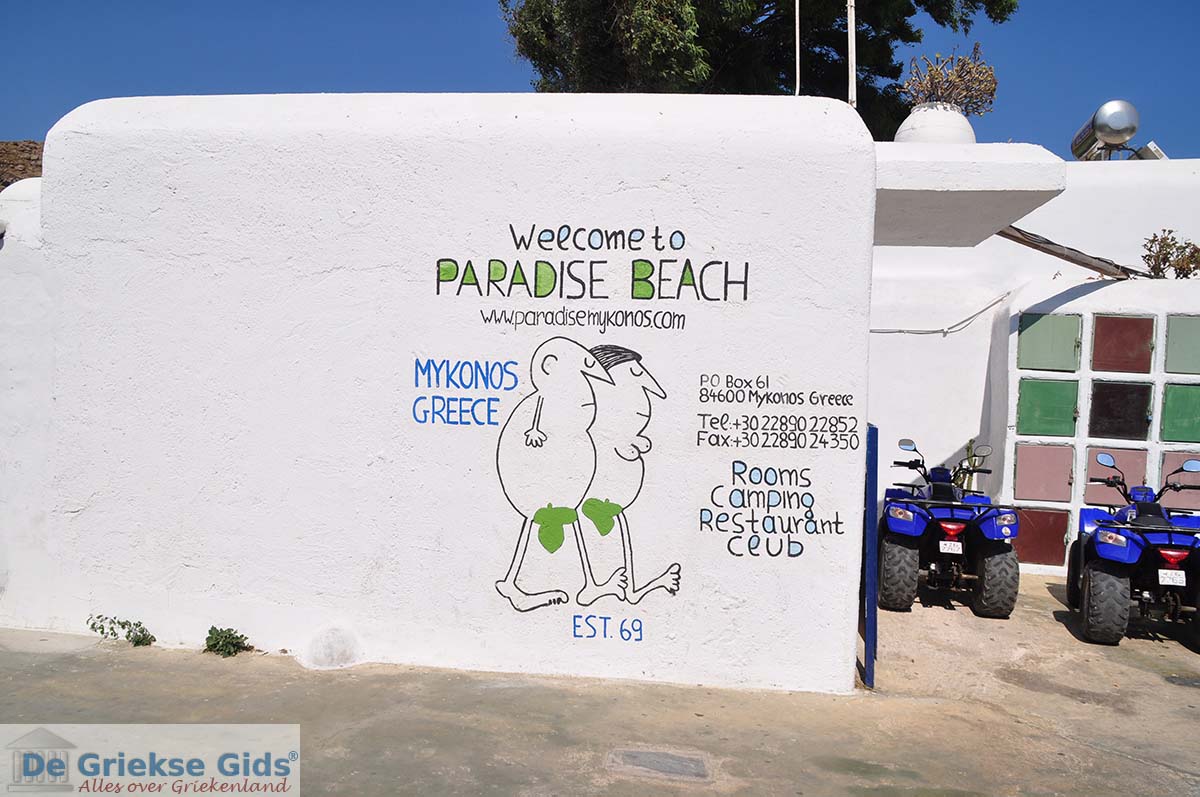 Welcome to
PARADISE BEACH
www.paradisemykonos.com
MYKONOS
GREECE
PO Box 61
84600 Mykonos Greece
Tel:+30 22890 22852
Fax:+30 22890 24350
Rooms
Camping
Restaurant
Club
EST. 69
De Griekse Gids®
Alles over Griekenland